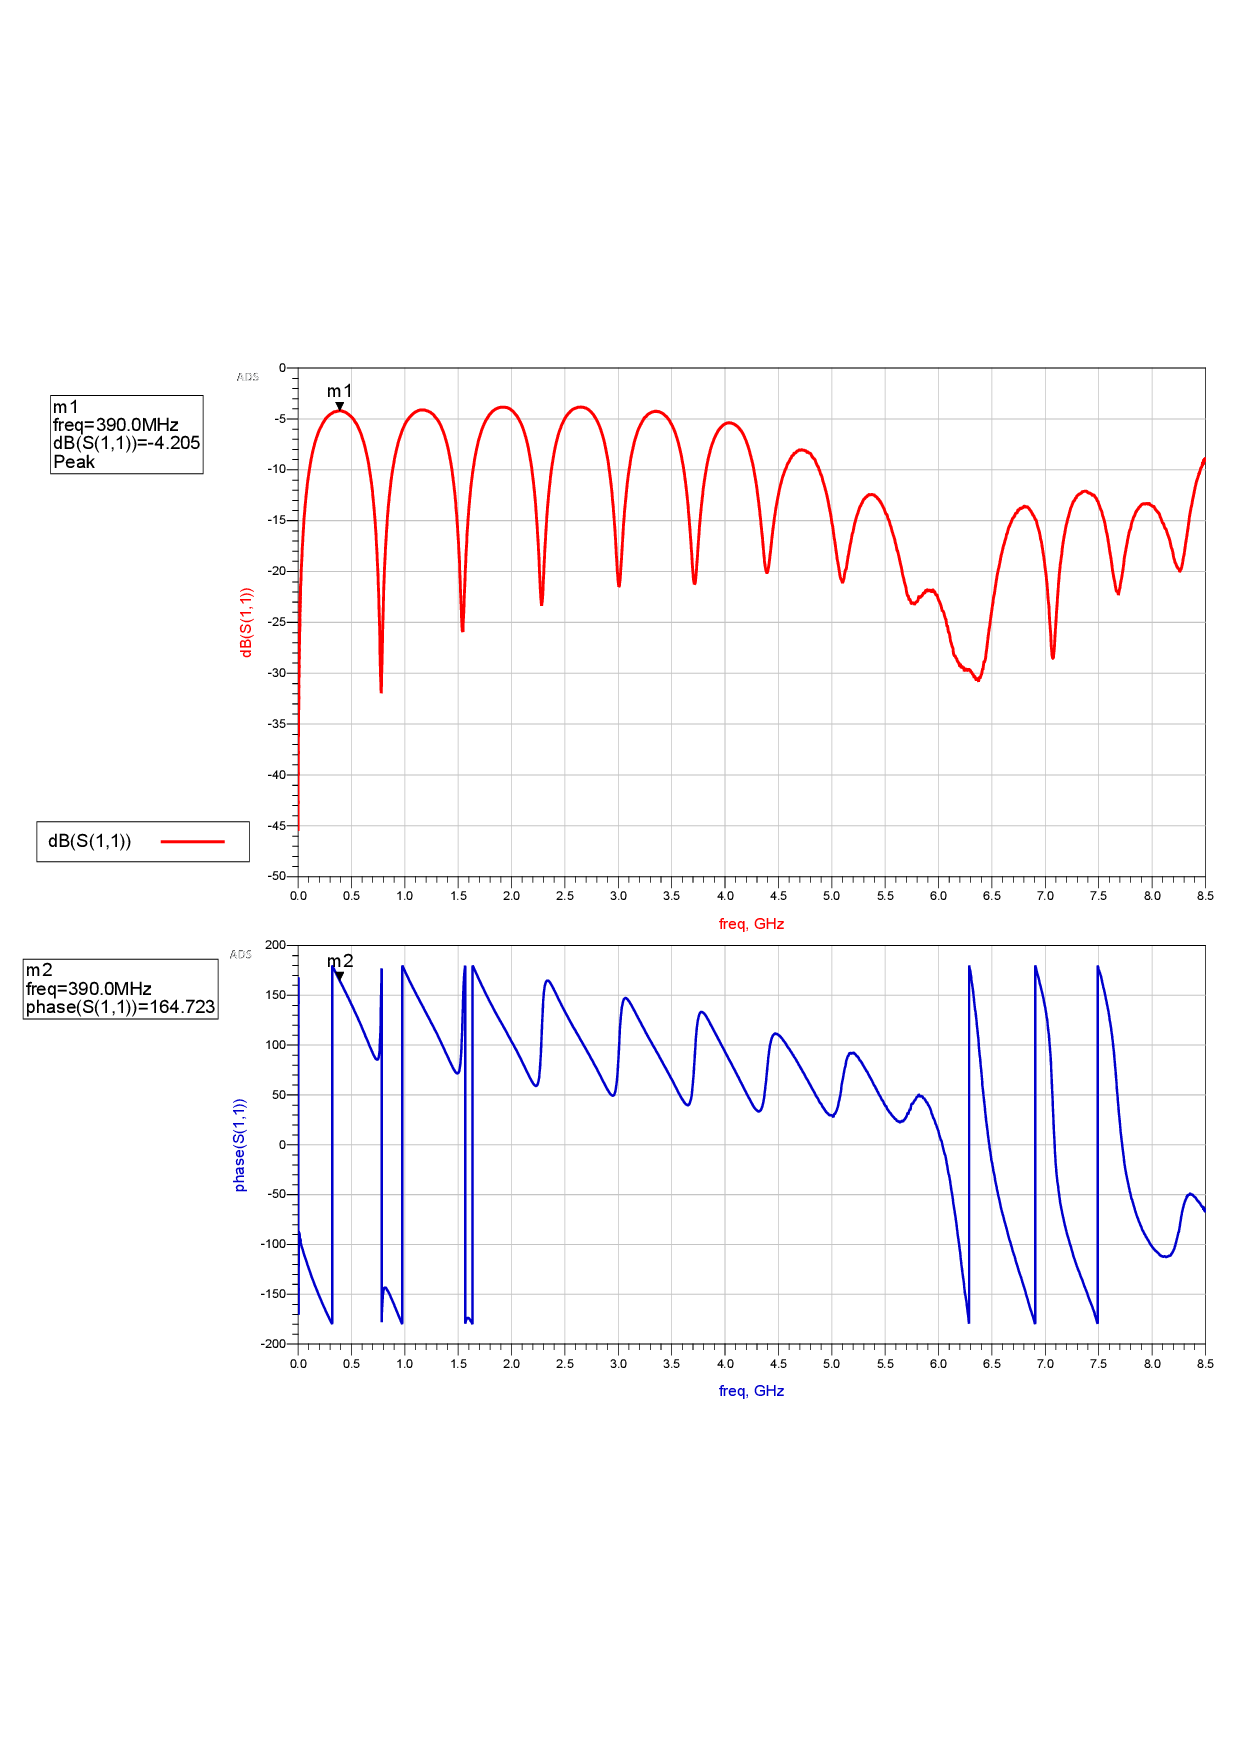 ADS
m1
m1
freq=390.0MHz
dB(S(1,1))=-4.205
Peak
0
-5
-10
-15
-20
-25
-30
-35
-40
-45
-50
dB(S(1,1))
dB(S(1,1))
0.0 0.5 1.0 1.5 2.0 2.5 3.0 3.5 4.0 4.5 5.0 5.5 6.0 6.5 7.0 7.5 8.0 8.5
freq, GHz
ADS
m2
m2
freq=390.0MHz
phase(S(1,1))=164.723
200
150
100
50
0
-50
-100
-150
-200
phase(S(1,1))
0.0 0.5 1.0 1.5 2.0 2.5 3.0 3.5 4.0 4.5 5.0 5.5 6.0 6.5 7.0 7.5 8.0 8.5
freq, GHz